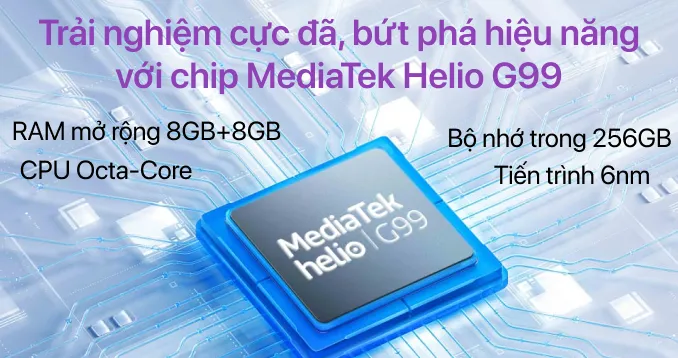 Trải nghiệm cực đã, bứt phá hiệu năng
với chip MediaTek Helio G99
RAM mở rộng 8GB+8GB
CPU Octa-Core
Bộ nhớ trong 256GB
Tiến trình 6nm
MediaTek
helio | G99